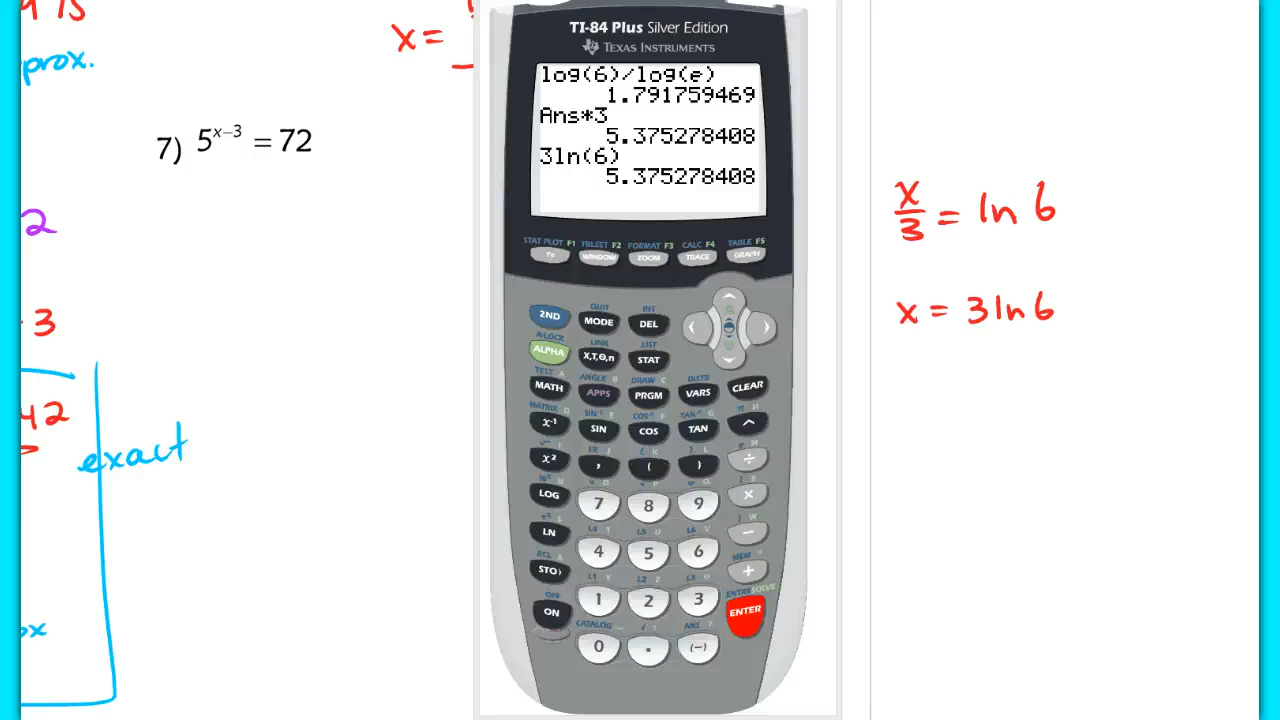 prox.
7) 5^(x-3) = 72
2
3
42
exact
ox
x =
TI-84 Plus Silver Edition
TEXAS INSTRUMENTS
log(6)/log(e)
1.791759469
Ans*3
5.375278408
3ln(6)
5.375278408
STAT PLOT F1 TBLSET F2 FORMAT F3 CALC F4 TABLE F5
Y= WINDOW ZOOM TRACE GRAPH
QUIT INS
2ND MODE DEL
A-LOCK LINK LIST
ALPHA X,T,Θ,n STAT
TEST A ANGLE B DRAW C DISTR
MATH APPS PRGM VARS CLEAR
MATRIX D SIN⁻¹ E COS⁻¹ F TAN⁻¹ G π H
X⁻¹ SIN COS TAN ^
EE J { K } L M
X² , ( ) ÷
LOG 7 8 9 ×
LN 4 5 6 −
RCL X L1 Y L2 Z L3 Θ MEM "
STO› 1 2 3 +
OFF ENTRY SOLVE
ON ENTER
CATALOG ANS ?
0 . (−)
x/3 = ln 6
x = 3 ln 6